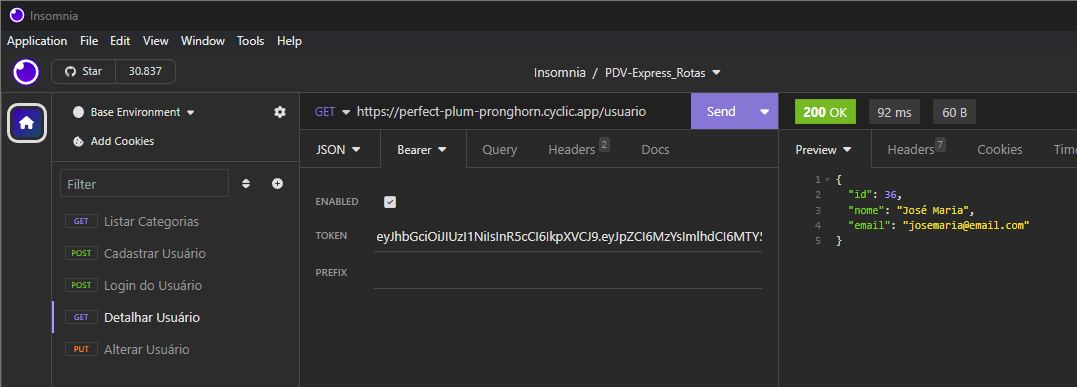 Insomnia
Application File Edit View Window Tools Help
Star 30.837
Insomnia / PDV-Express_Rotas
Base Environment
Add Cookies
Filter
GET Listar Categorias
POST Cadastrar Usuário
POST Login do Usuário
GET Detalhar Usuário
PUT Alterar Usuário
GET https://perfect-plum-pronghorn.cyclic.app/usuario Send
JSON Bearer Query Headers 2 Docs
ENABLED
TOKEN eyJhbGciOiJIUzI1NiIsInR5cCI6IkpXVCJ9.eyJpZCI6MzYsImlhdCI6MTY5
PREFIX
200 OK 92 ms 60 B
Preview Headers 7 Cookies Time
1 {
2 "id": 36,
3 "nome": "José Maria",
4 "email": "josemaria@email.com"
5 }